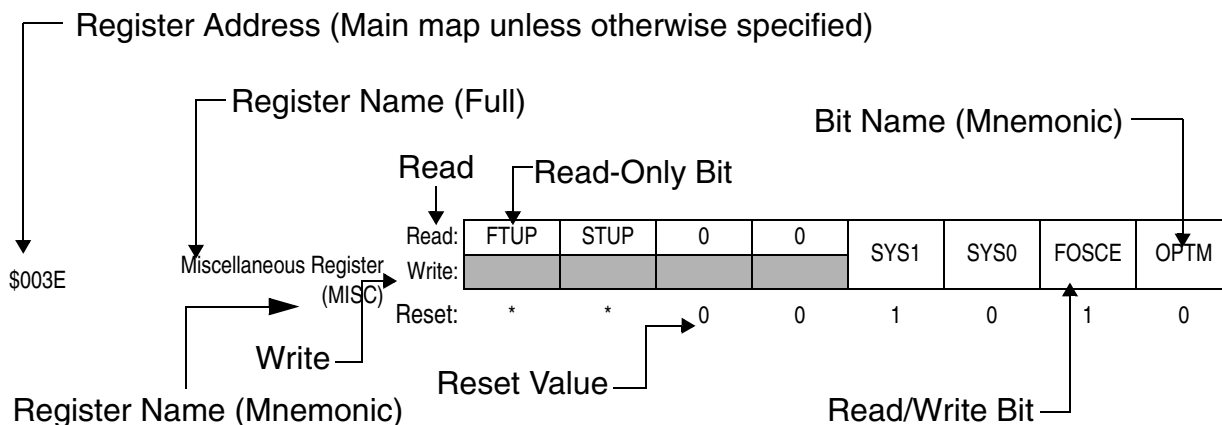 Register Address (Main map unless otherwise specified)
Register Name (Full)
Bit Name (Mnemonic)
Read
Read-Only Bit
Read: FTUP STUP 0 0 SYS1 SYS0 FOSCE OPTM
$003E Miscellaneous Register Write:
(MISC)
Reset: * * 0 0 1 0 1 0
Write
Reset Value
Register Name (Mnemonic)
Read/Write Bit